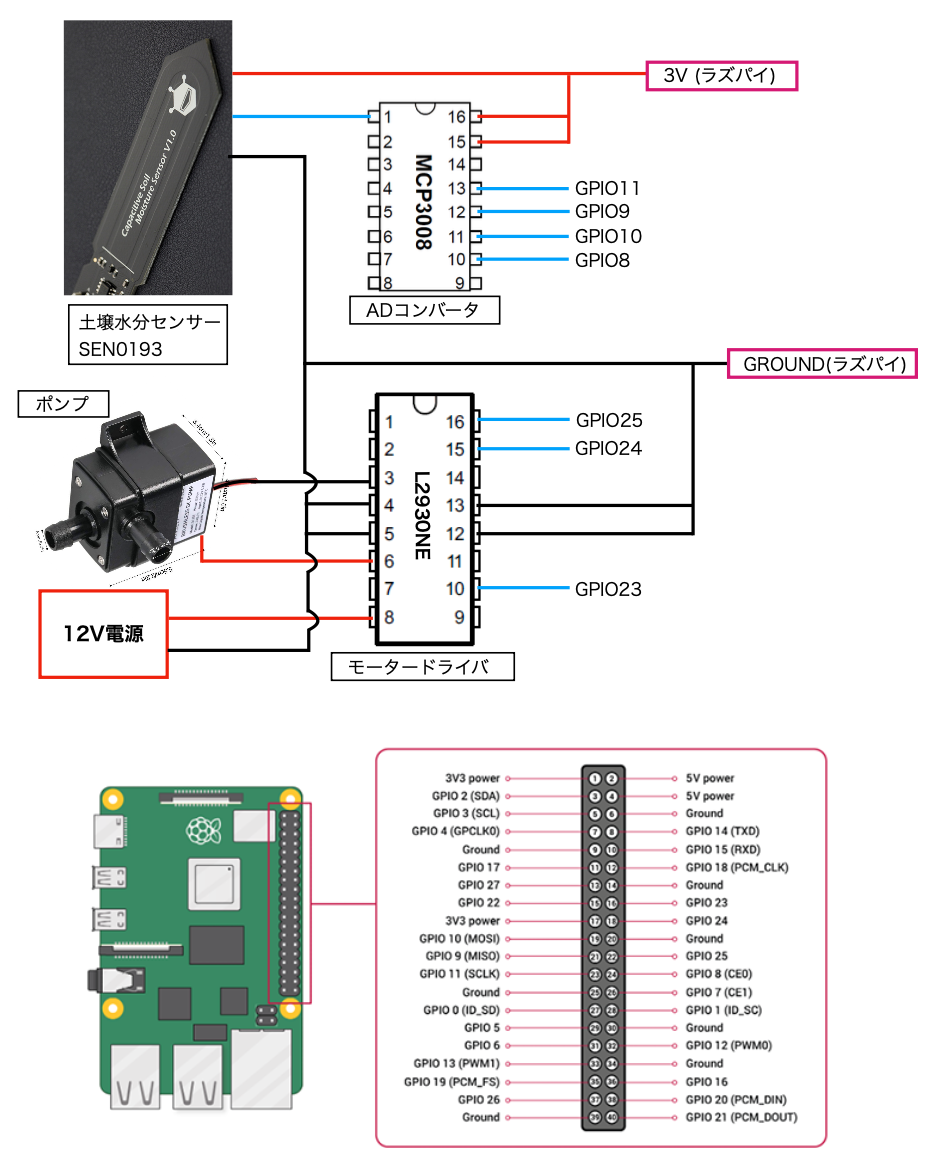 3V (ラズパイ)
Capacitive Soil
Moisture Sensor V1.0
1 16
2 15
3 14
4 13 GPIO11
5 12 GPIO9
6 11 GPIO10
7 10 GPIO8
8 9
MCP3008
ADコンバータ
土壌水分センサー
SEN0193
GROUND(ラズパイ)
ポンプ
1 16 GPIO25
2 15 GPIO24
3 14
4 13
5 12
6 11
7 10 GPIO23
8 9
L2930NE
12V電源
モータードライバ
3V3 power 1 2 5V power
GPIO 2 (SDA) 3 4 5V power
GPIO 3 (SCL) 5 6 Ground
GPIO 4 (GPCLK0) 7 8 GPIO 14 (TXD)
Ground 9 10 GPIO 15 (RXD)
GPIO 17 11 12 GPIO 18 (PCM_CLK)
GPIO 27 13 14 Ground
GPIO 22 15 16 GPIO 23
3V3 power 17 18 GPIO 24
GPIO 10 (MOSI) 19 20 Ground
GPIO 9 (MISO) 21 22 GPIO 25
GPIO 11 (SCLK) 23 24 GPIO 8 (CE0)
Ground 25 26 GPIO 7 (CE1)
GPIO 0 (ID_SD) 27 28 GPIO 1 (ID_SC)
GPIO 5 29 30 Ground
GPIO 6 31 32 GPIO 12 (PWM0)
GPIO 13 (PWM1) 33 34 Ground
GPIO 19 (PCM_FS) 35 36 GPIO 16
GPIO 26 37 38 GPIO 20 (PCM_DIN)
Ground 39 40 GPIO 21 (PCM_DOUT)